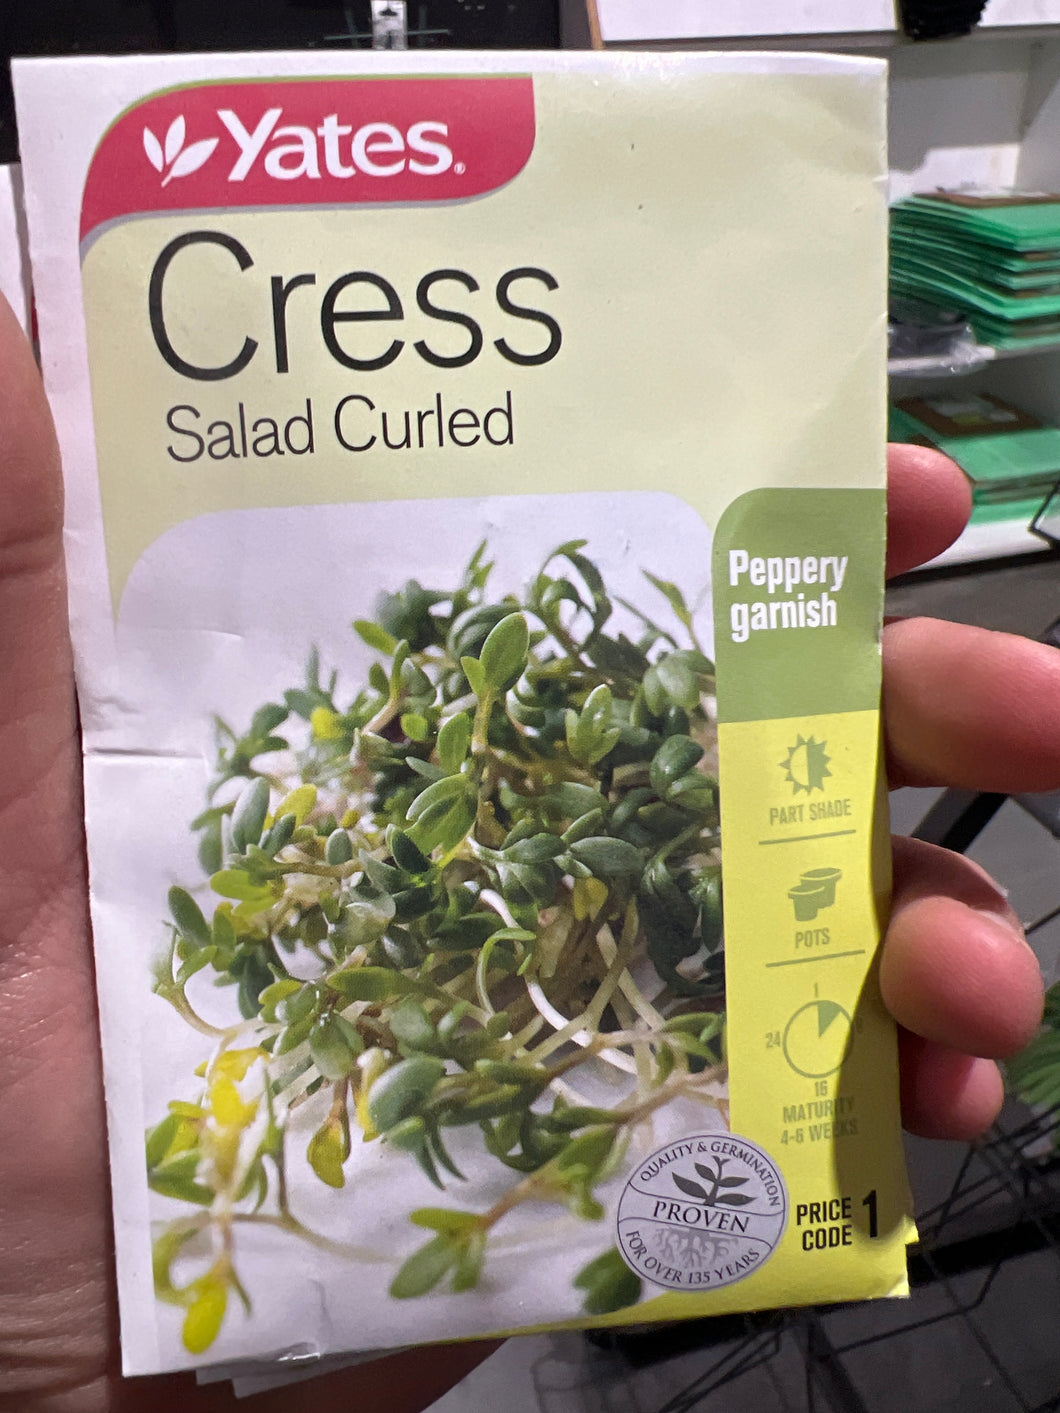 Yates®
Cress
Salad Curled
Peppery
garnish
PART SHADE
POTS
1
24
16
MATURITY
4-6 WEEKS
QUALITY & GERMINATION
PROVEN
FOR OVER 135 YEARS
PRICE
CODE 1